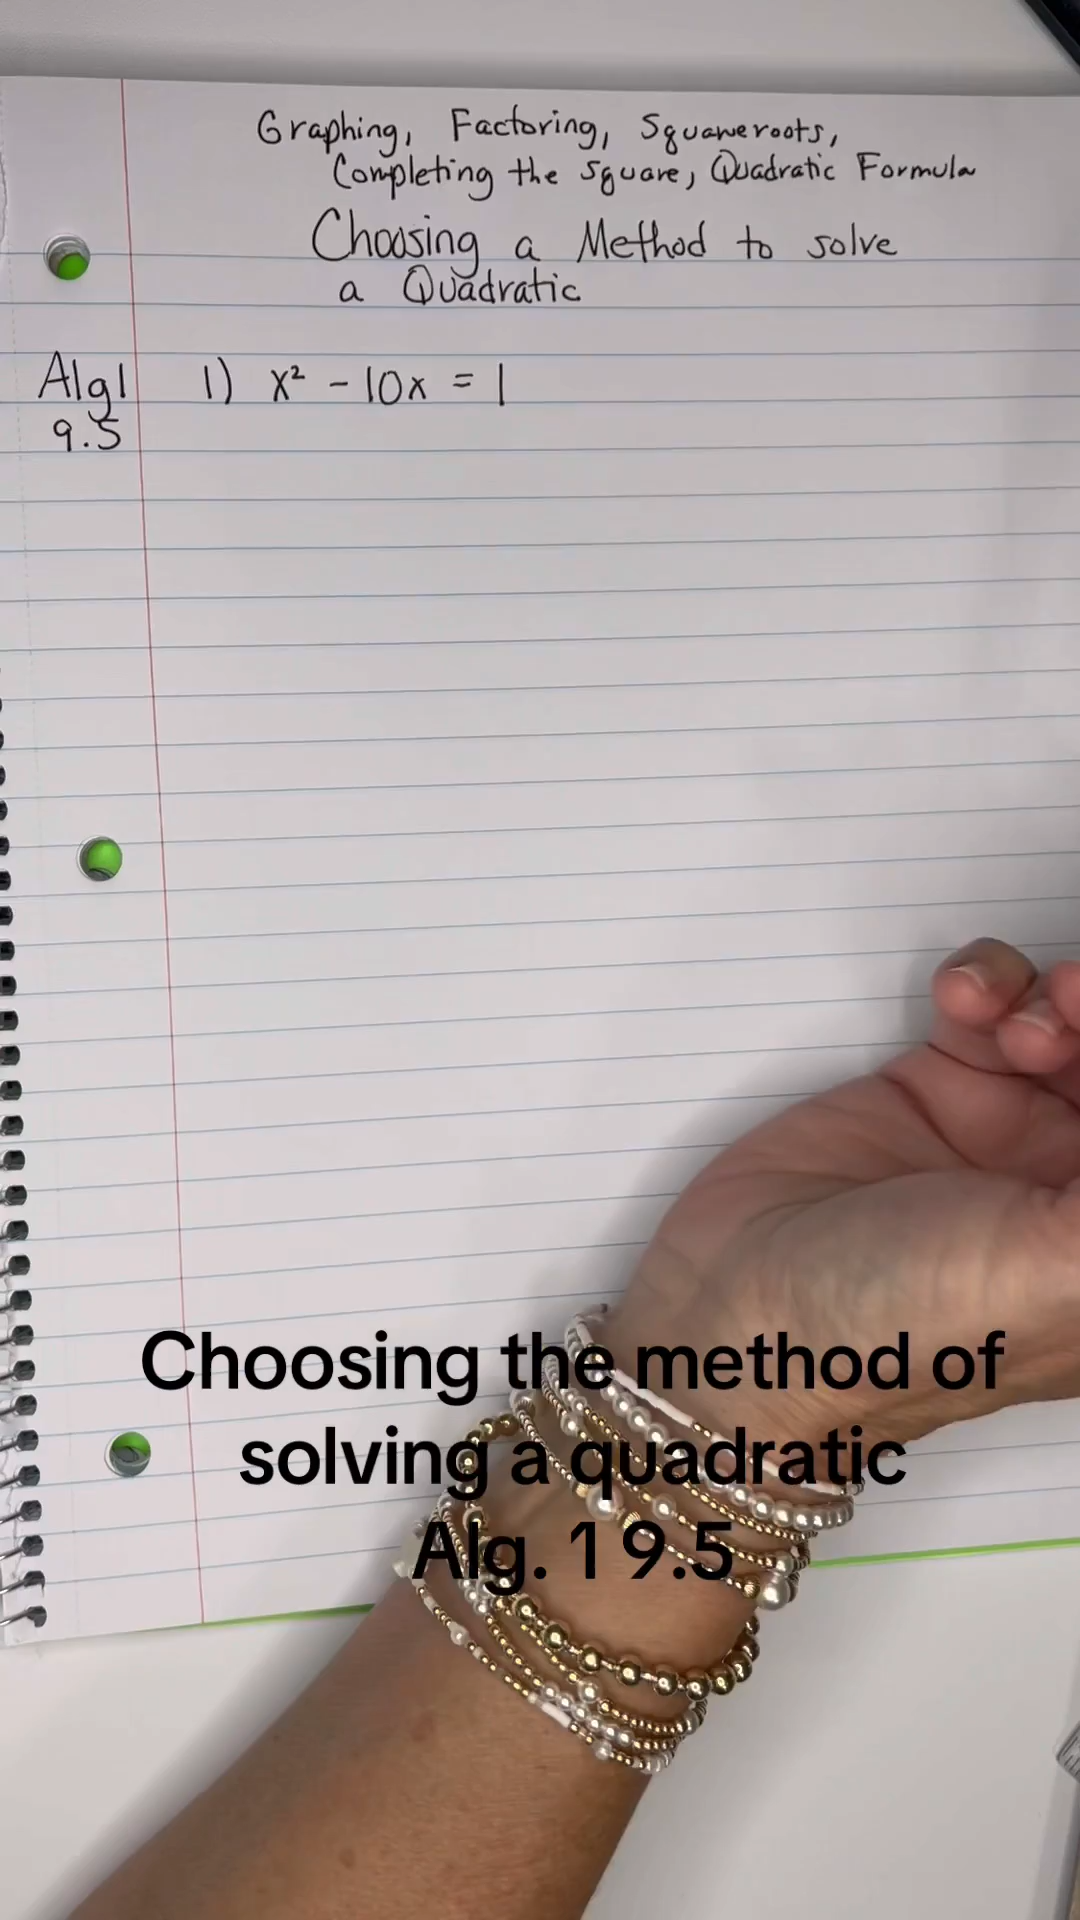 Graphing, Factoring, Squareroots,
Completing the square, Quadratic Formula
Choosing a Method to solve
a Quadratic
Alg1 1) x² - 10x = 1
9.5
Choosing the method of
solving a quadratic
Alg. 1 9.5